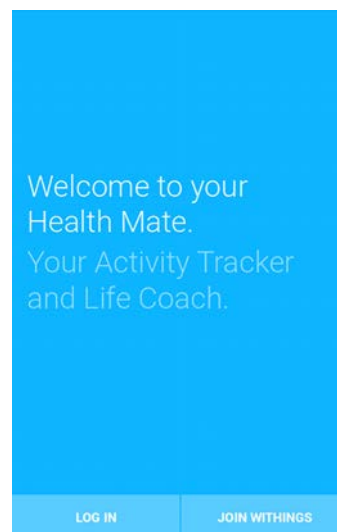 Welcome to your
Health Mate.
Your Activity Tracker
and Life Coach.
LOG IN
JOIN WITHINGS